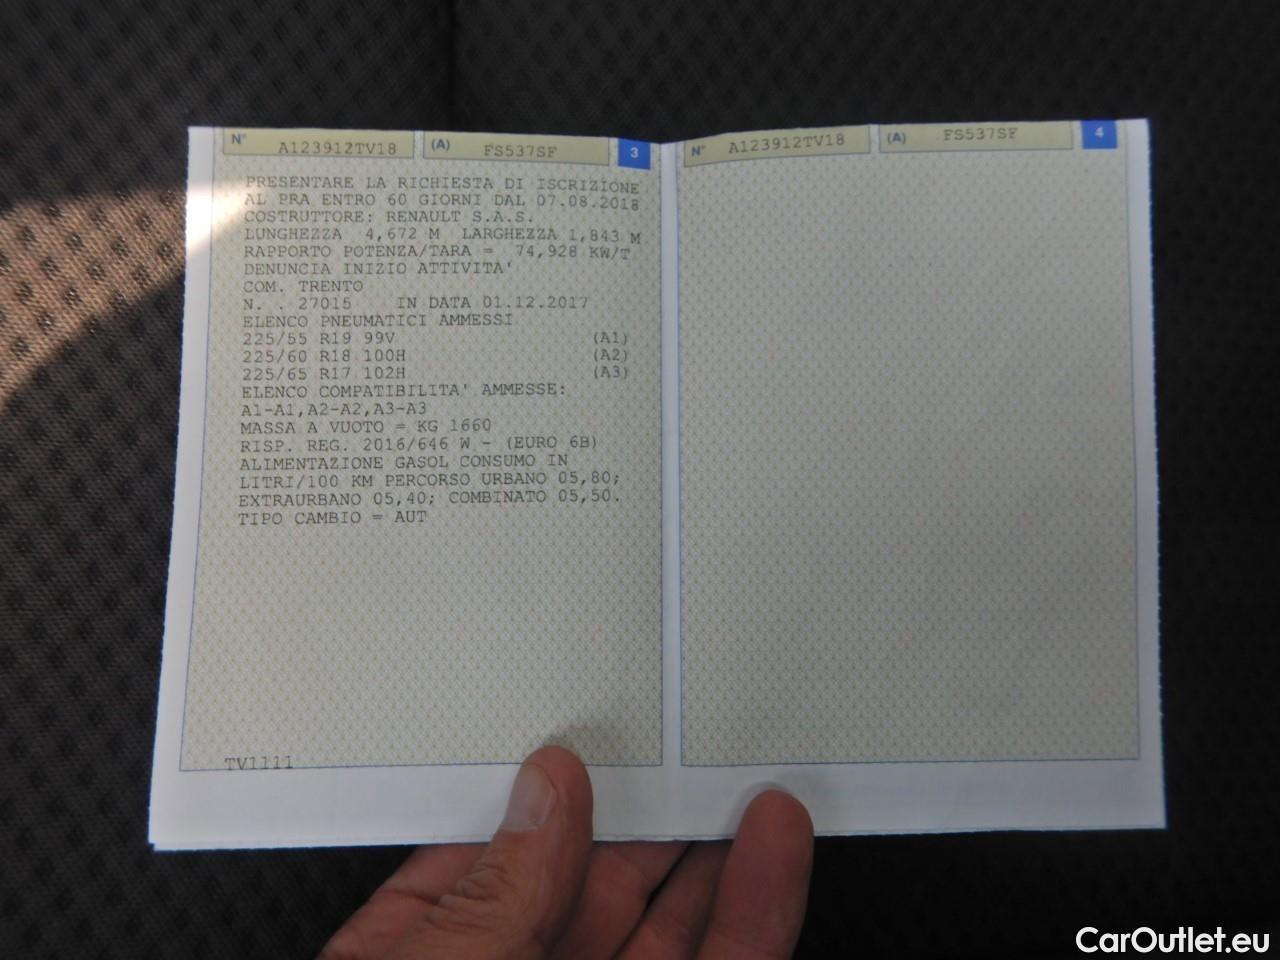 N° A123912TV18 (A) FS537SF 3
PRESENTARE LA RICHIESTA DI ISCRIZIONE
AL PRA ENTRO 60 GIORNI DAL 07.08.2018
COSTRUTTORE: RENAULT S.A.S.
LUNGHEZZA 4,672 M LARGHEZZA 1,843 M
RAPPORTO POTENZA/TARA = 74,928 KW/T
DENUNCIA INIZIO ATTIVITA'
COM. TRENTO
N. . 27015 IN DATA 01.12.2017
ELENCO PNEUMATICI AMMESSI
225/55 R19 99V (A1)
225/60 R18 100H (A2)
225/65 R17 102H (A3)
ELENCO COMPATIBILITA' AMMESSE:
A1-A1,A2-A2,A3-A3
MASSA A VUOTO = KG 1660
RISP. REG. 2016/646 W - (EURO 6B)
ALIMENTAZIONE GASOL CONSUMO IN
LITRI/100 KM PERCORSO URBANO 05,80;
EXTRAURBANO 05,40; COMBINATO 05,50.
TIPO CAMBIO = AUT
TV1111
N° A123912TV18 (A) FS537SF 4
CarOutlet.eu